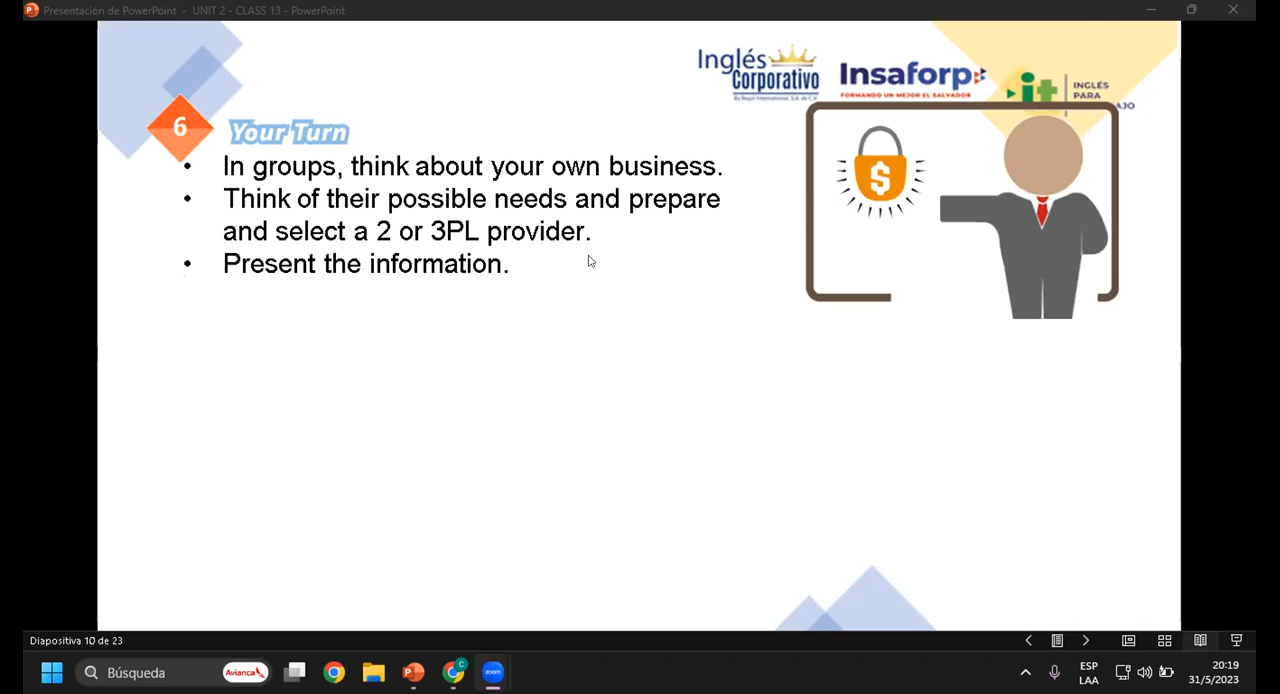 Presentación de PowerPoint - UNIT 2 - CLASS 13 - PowerPoint
Inglés
Corporativo
Insaforp
FORMANDO UN MEJOR EL SALVADOR
it
INGLÉS
PARA
AJO
6
Your Turn
• In groups, think about your own business.
• Think of their possible needs and prepare
and select a 2 or 3PL provider.
• Present the information.
$
Diapositiva 10 de 23
Búsqueda
Avianca
zoom
ESP
LAA
20:19
31/5/2023